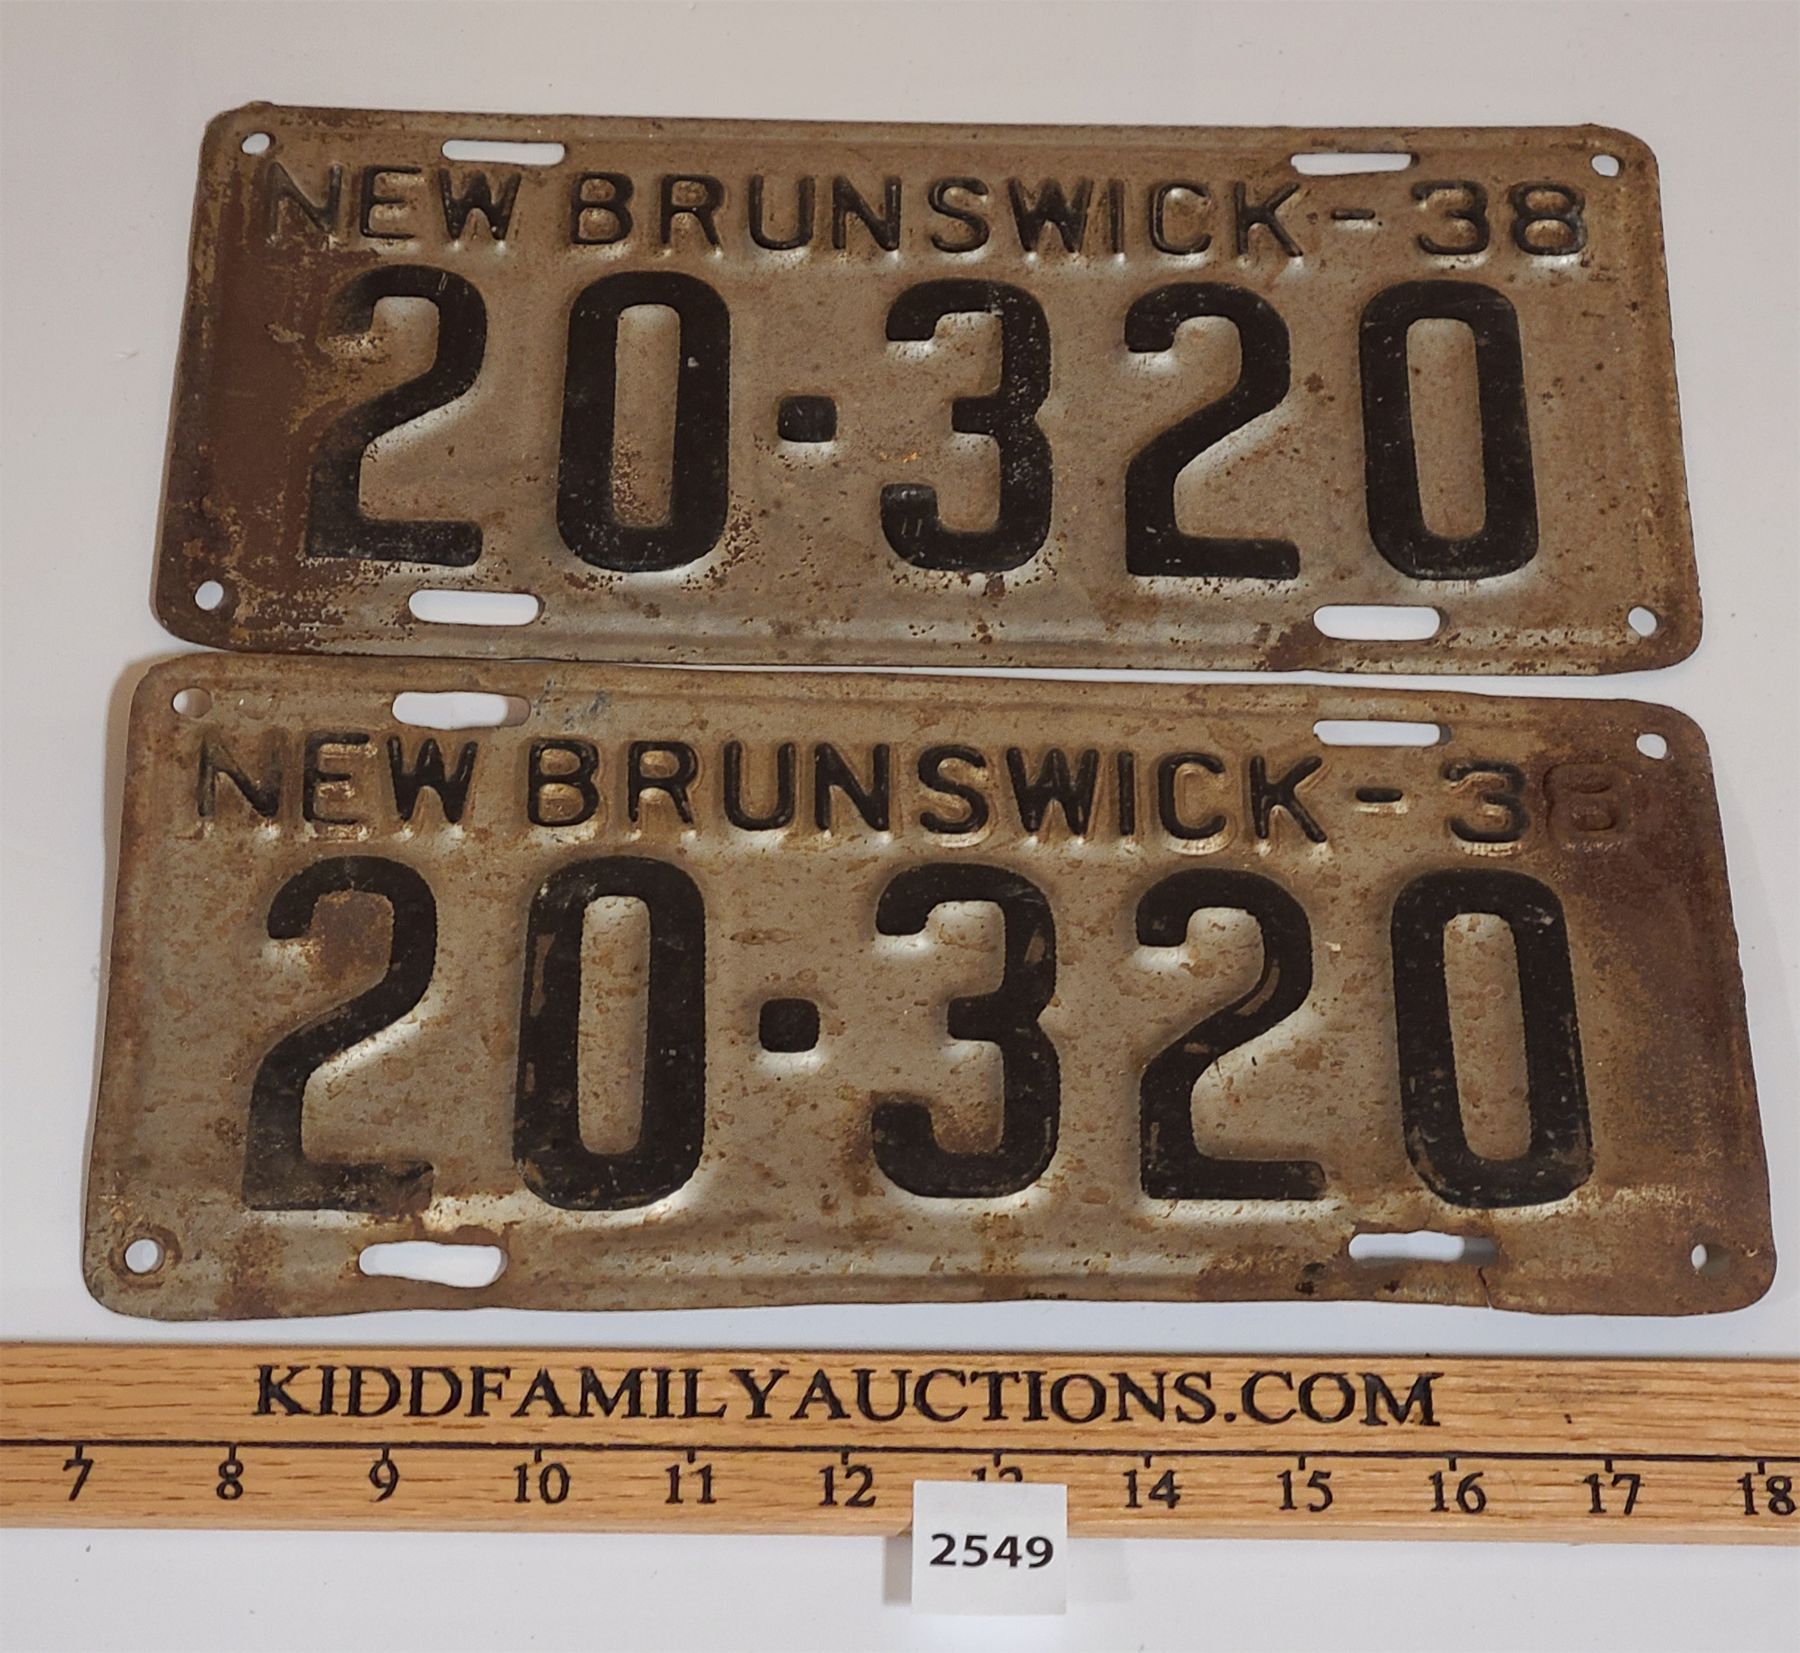 NEW BRUNSWICK-38
20·320
NEW BRUNSWICK-38
20·320
KIDDFAMILYAUCTIONS.COM
7 8 9 10 11 12 13 14 15 16 17 18
2549